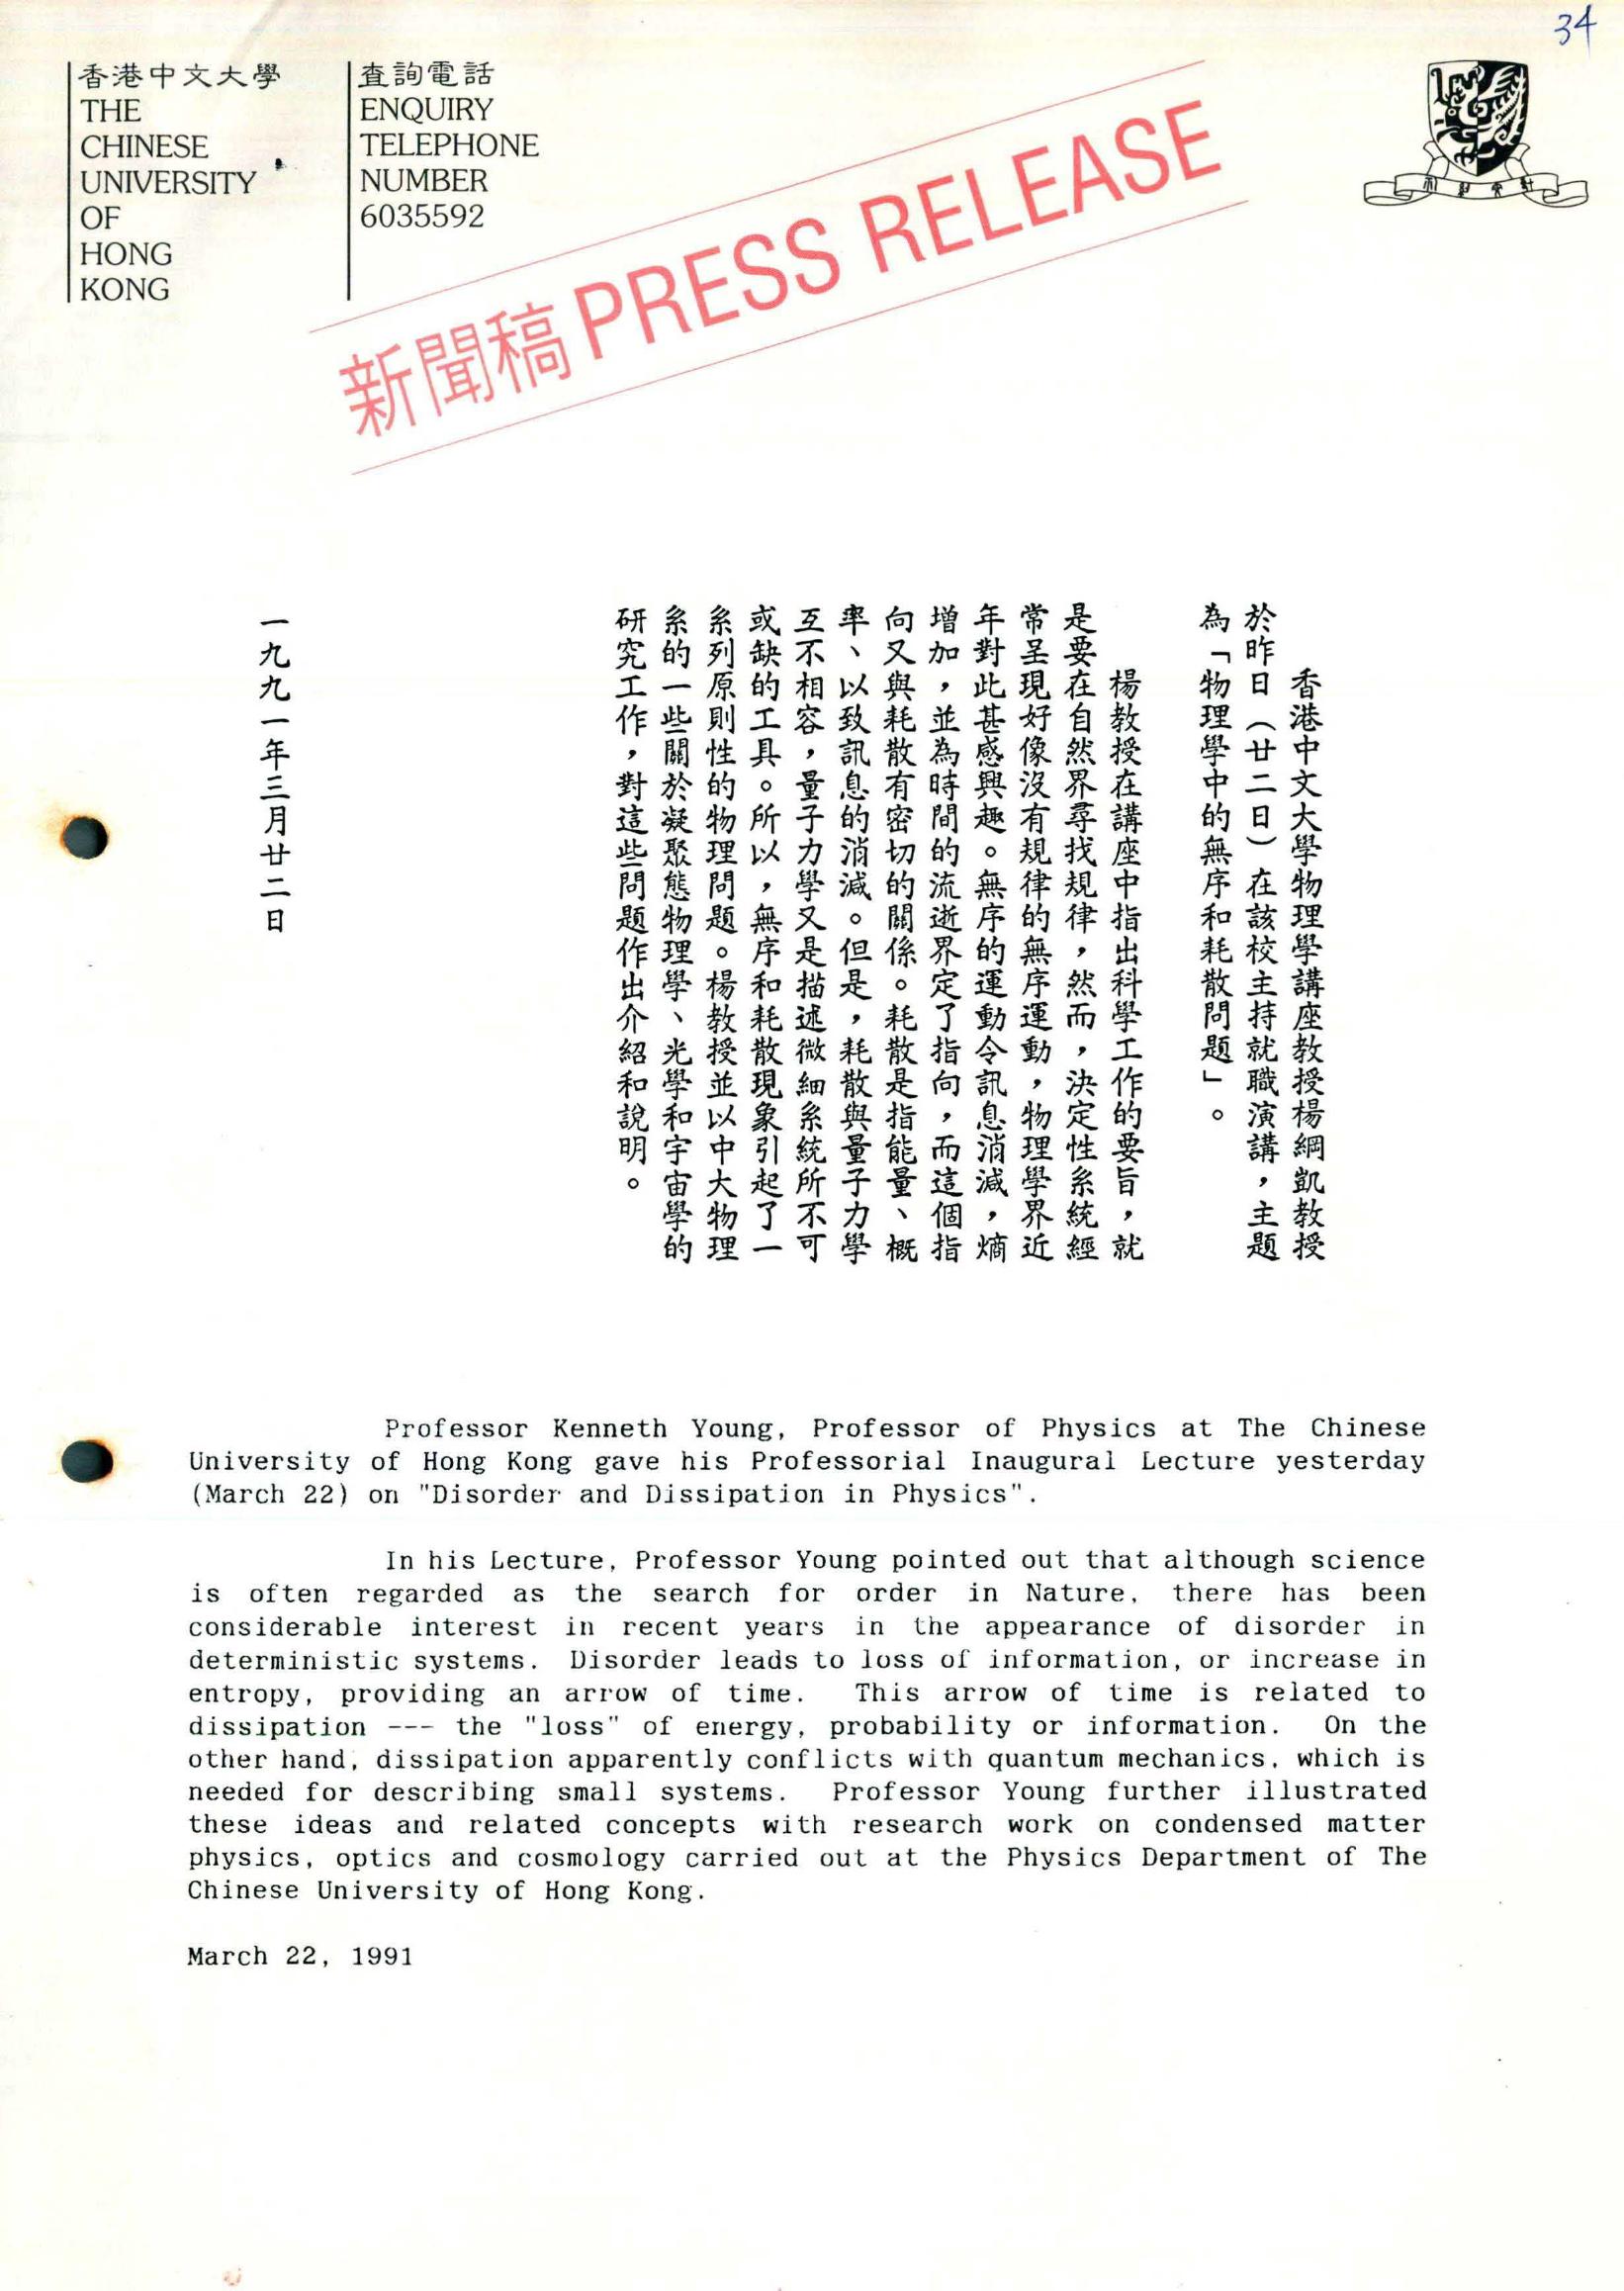 34
香港中文大學
THE
CHINESE
UNIVERSITY
OF
HONG
KONG
查詢電話
ENQUIRY
TELEPHONE
NUMBER
6035592
新聞稿 PRESS RELEASE
香港中文大學物理學講座教授楊綱凱教授
於昨日（廿二日）在該校主持就職演講，主題
為「物理學中的無序和耗散問題」。
楊教授在講座中指出科學工作的要旨，就
是要在自然界尋找規律，然而，決定性系統經
常呈現好像沒有規律的無序運動，物理學界近
年對此甚感興趣。無序的運動令訊息消減，熵
增加，並為時間的流逝界定了指向，而這個指
向又與耗散有密切的關係。耗散是指能量、概
率、以致訊息的消減。但是，耗散與量子力學
互不相容，量子力學又是描述微細系統所不可
或缺的工具。所以，無序和耗散現象引起了一
系列原則性的物理問題。楊教授並以中大物理
系的一些關於凝聚態物理學、光學和宇宙學的
研究工作，對這些問題作出介紹和說明。
一九九一年三月廿二日
Professor Kenneth Young, Professor of Physics at The Chinese
University of Hong Kong gave his Professorial Inaugural Lecture yesterday
(March 22) on "Disorder and Dissipation in Physics".
In his Lecture, Professor Young pointed out that although science
is often regarded as the search for order in Nature, there has been
considerable interest in recent years in the appearance of disorder in
deterministic systems. Disorder leads to loss of information, or increase in
entropy, providing an arrow of time. This arrow of time is related to
dissipation --- the "loss" of energy, probability or information. On the
other hand, dissipation apparently conflicts with quantum mechanics, which is
needed for describing small systems. Professor Young further illustrated
these ideas and related concepts with research work on condensed matter
physics, optics and cosmology carried out at the Physics Department of The
Chinese University of Hong Kong.
March 22, 1991